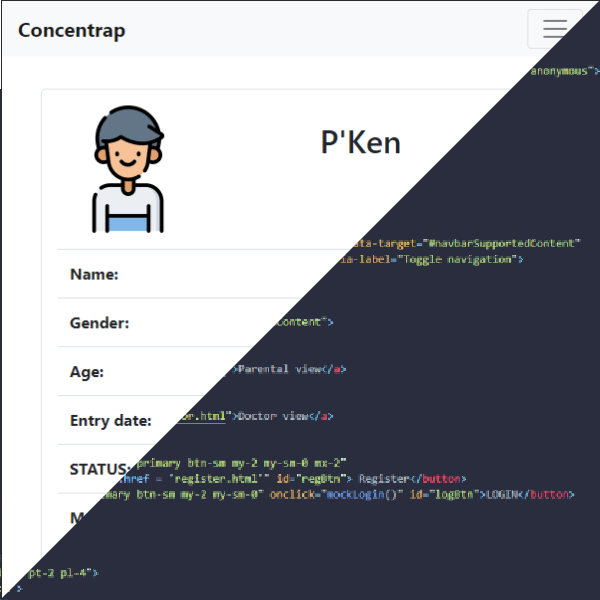 Concentrap
anonymous">
P'Ken
data-target="#navbarSupportedContent"
ia-label="Toggle navigation">
Name:
Gender:
Content">
Age:
>Parental view</a>
Entry date:
or.html">Doctor view</a>
STATUS:
primary btn-sm my-2 my-sm-0 mx-2"
.href = 'register.html'" id="regBtn"> Register</button>
mary btn-sm my-2 my-sm-0" onclick="mockLogin()" id="logBtn">LOGIN</button>
pt-2 pl-4">
>